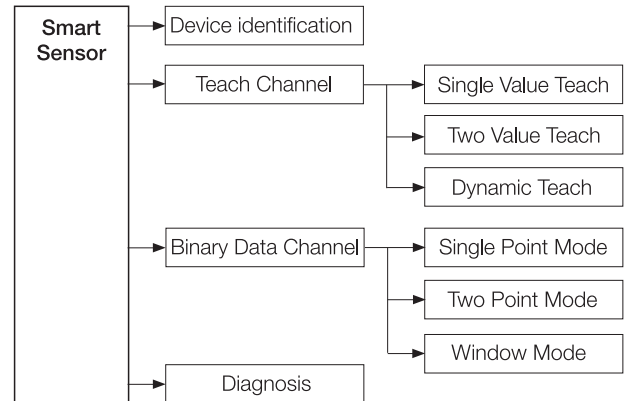 Smart
Sensor
Device identification
Teach Channel
Single Value Teach
Two Value Teach
Dynamic Teach
Binary Data Channel
Single Point Mode
Two Point Mode
Window Mode
Diagnosis